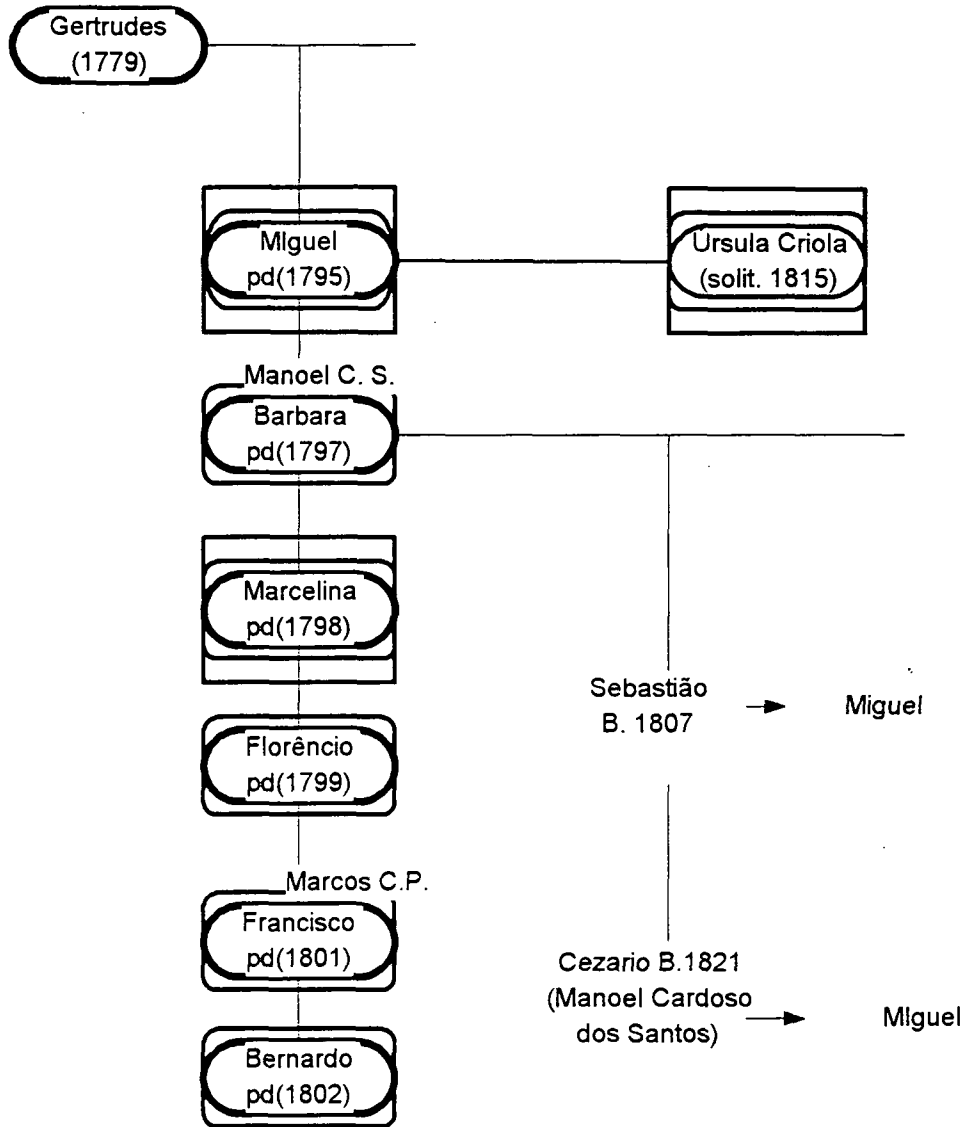 Gertrudes
(1779)
MIguel
pd(1795)
Ursula Criola
(solit. 1815)
Manoel C. S.
Barbara
pd(1797)
Marcelina
pd(1798)
Sebastião
B. 1807
Miguel
Florêncio
pd(1799)
Marcos C.P.
Francisco
pd(1801)
Cezario B.1821
(Manoel Cardoso
dos Santos)
MIguel
Bernardo
pd(1802)